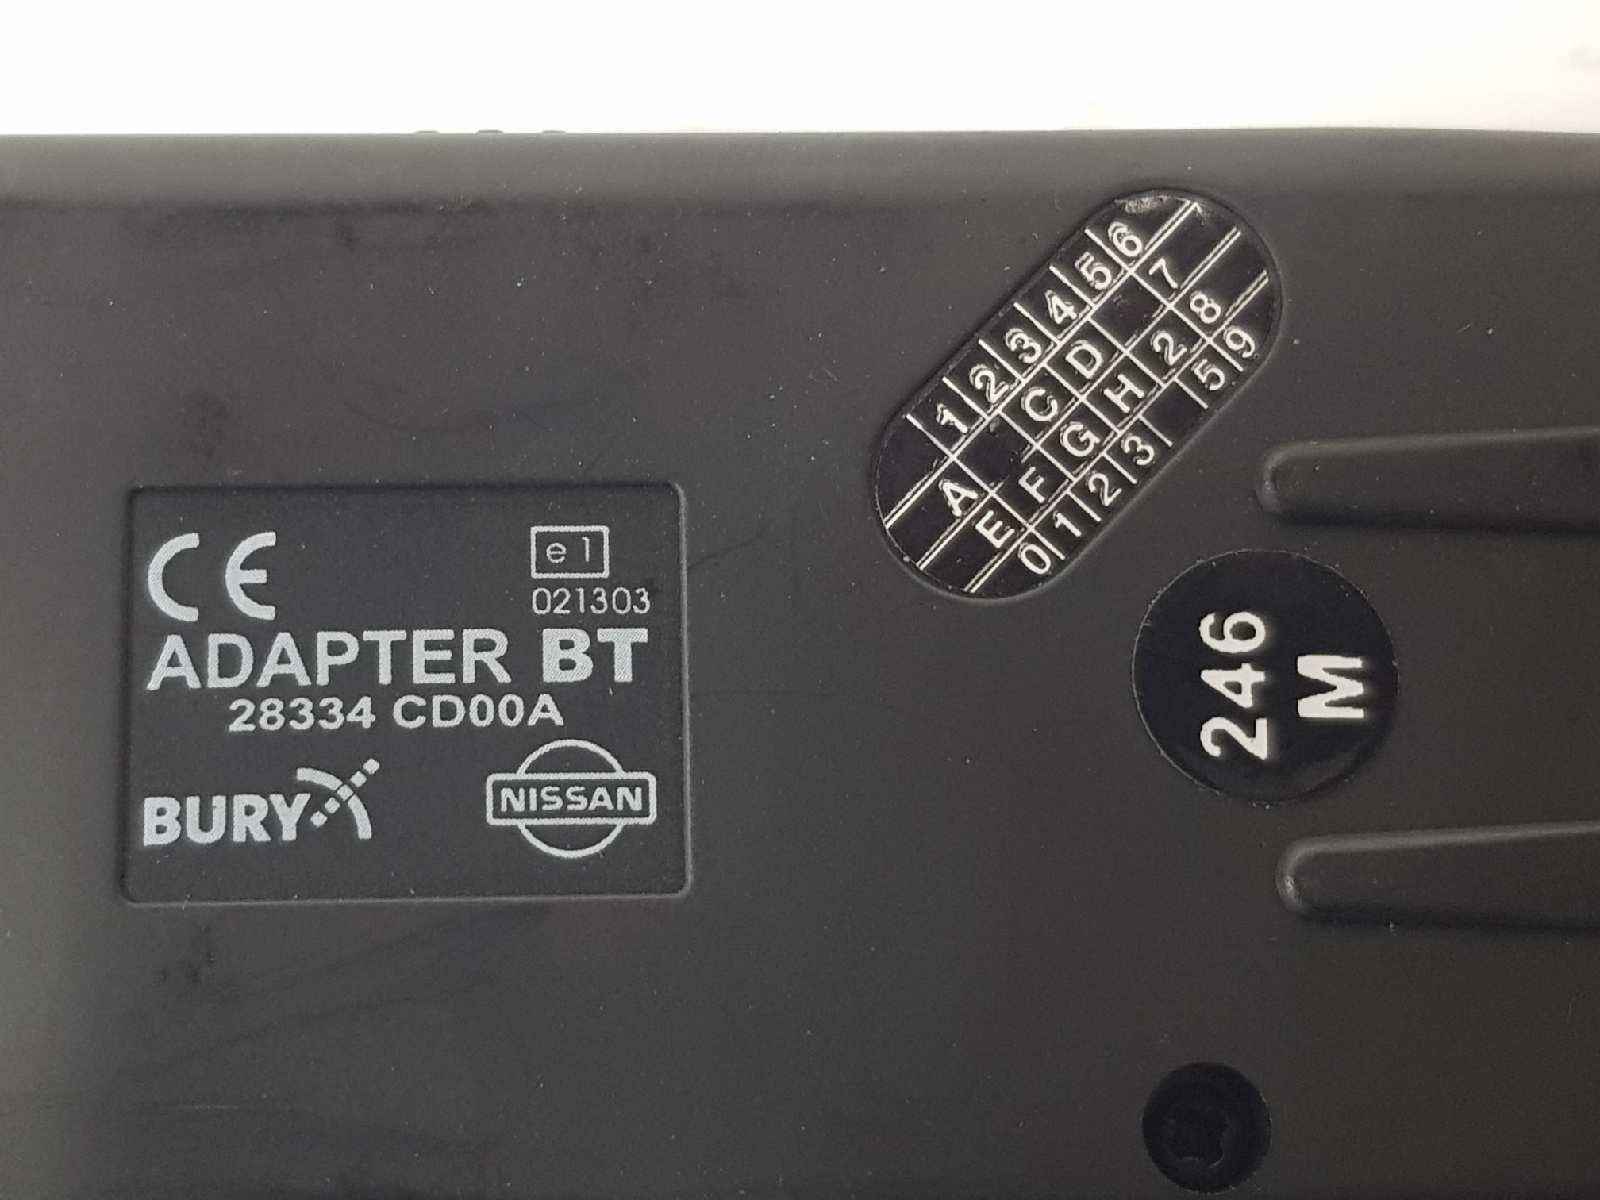 CE
e 1
021303
ADAPTER BT
28334 CD00A
BURY
NISSAN
1 2 3 4 5 6
A C D 7
E F G H 2 8
0 1 2 3 5 9
246
M